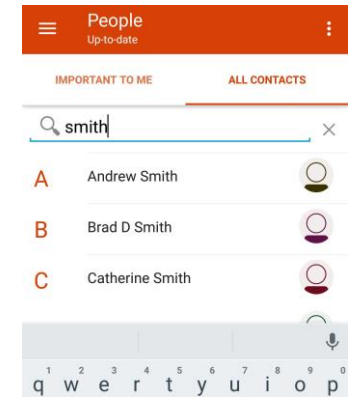 People
Up-to-date
IMPORTANT TO ME ALL CONTACTS
smith
A Andrew Smith
B Brad D Smith
C Catherine Smith
1 2 3 4 5 6 7 8 9 0
q w e r t y u i o p